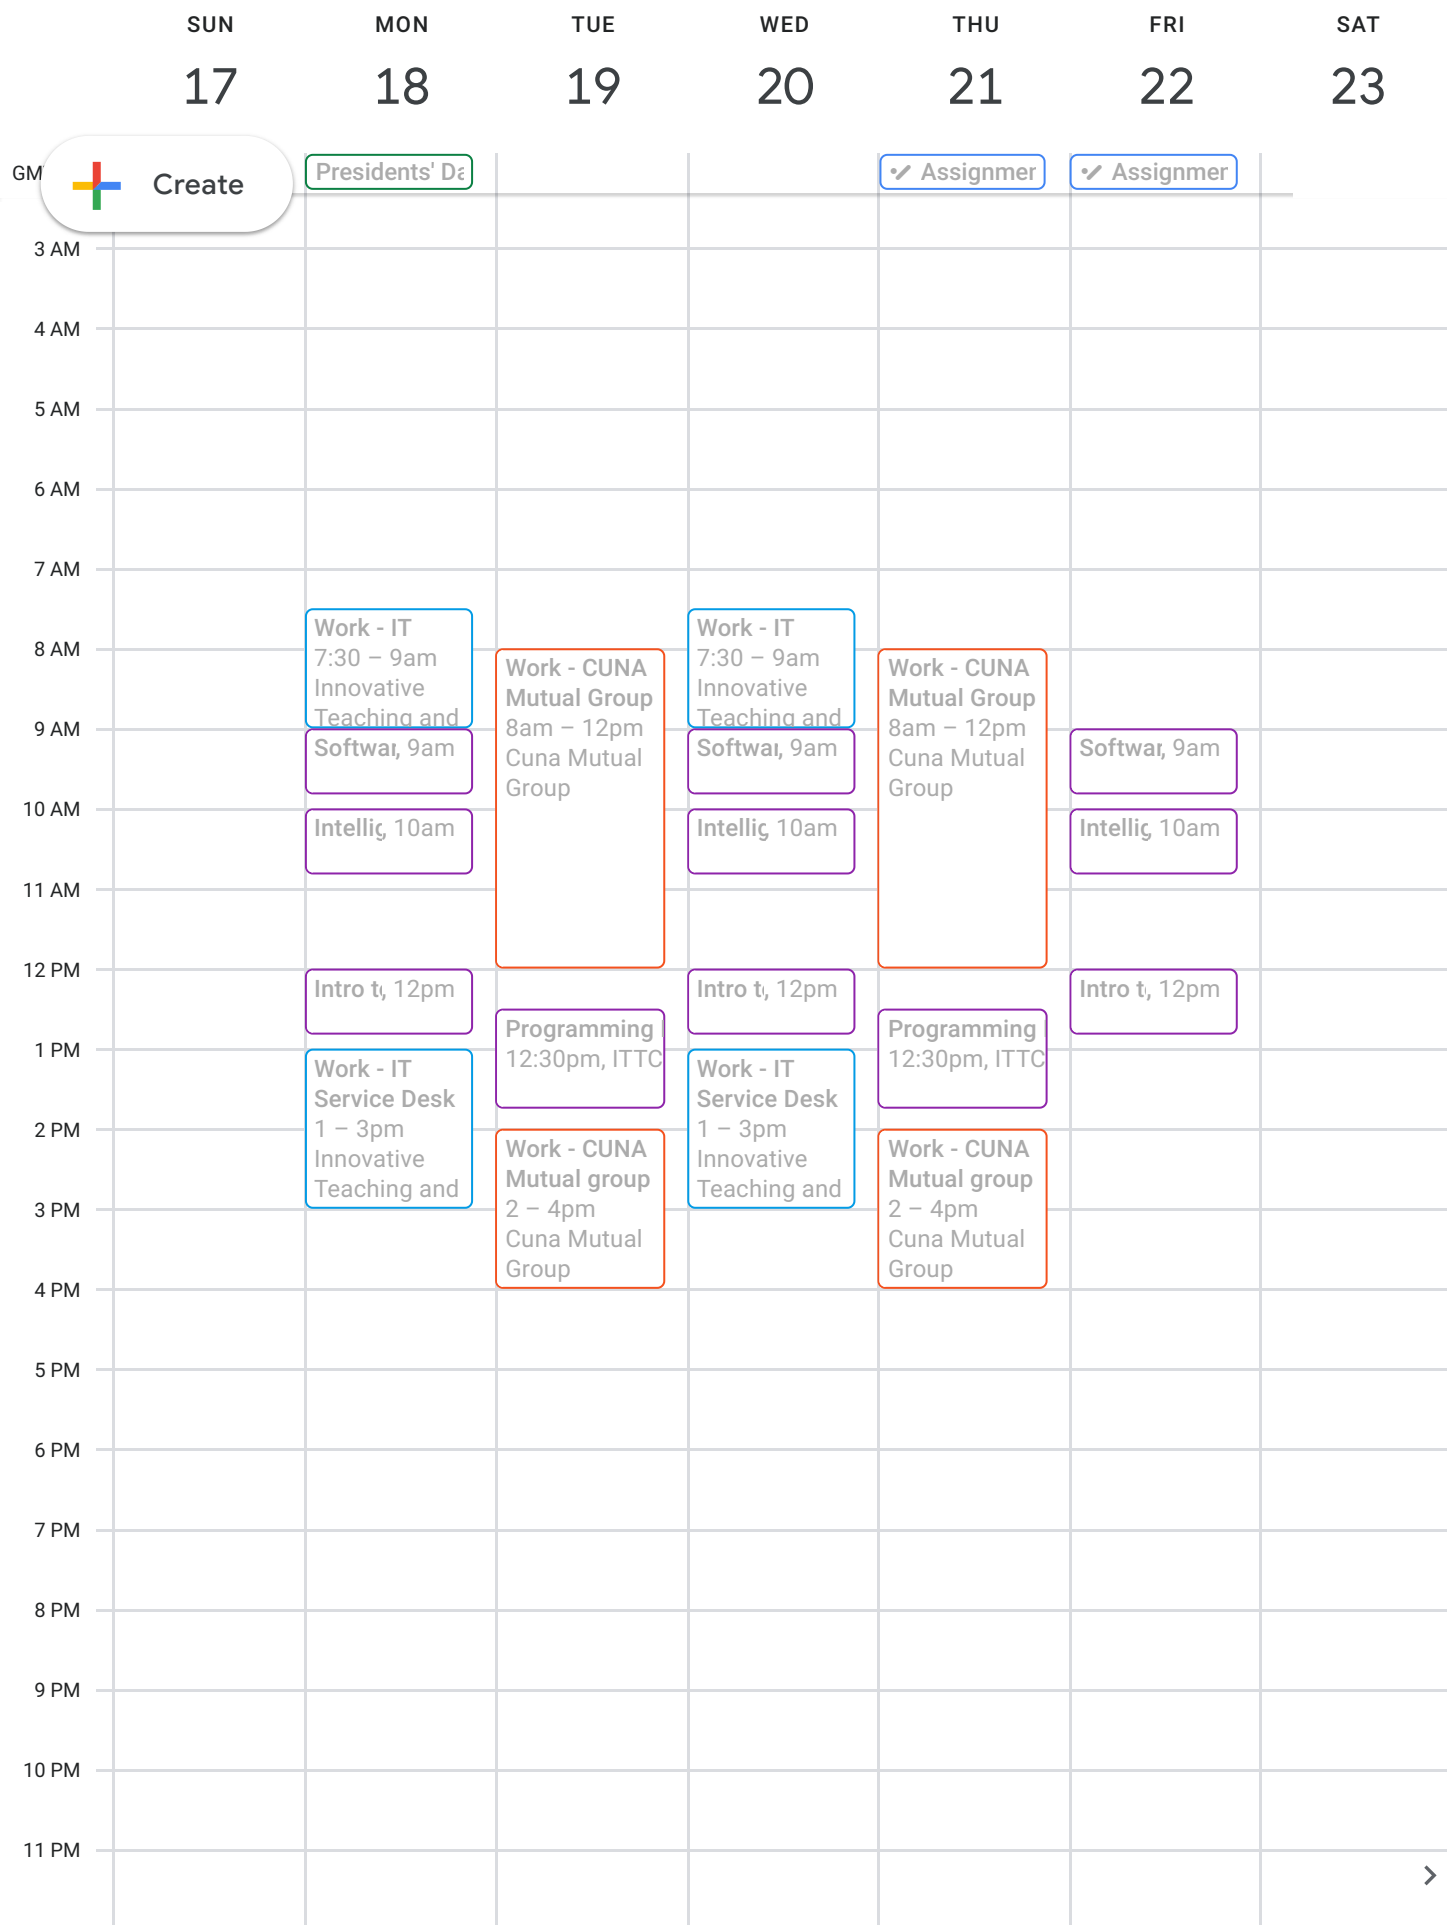 SUN MON TUE WED THU FRI SAT
17 18 19 20 21 22 23
GM
Create
Presidents' Da
Assignmer
Assignmer
3 AM
4 AM
5 AM
6 AM
7 AM
8 AM
9 AM
10 AM
11 AM
12 PM
1 PM
2 PM
3 PM
4 PM
5 PM
6 PM
7 PM
8 PM
9 PM
10 PM
11 PM
Work - IT
7:30 – 9am
Innovative
Teaching and
Softwar, 9am
Intellig, 10am
Intro to, 12pm
Work - IT
Service Desk
1 – 3pm
Innovative
Teaching and
Work - CUNA
Mutual Group
8am – 12pm
Cuna Mutual
Group
Programming
12:30pm, ITTC
Work - CUNA
Mutual group
2 – 4pm
Cuna Mutual
Group
Work - IT
7:30 – 9am
Innovative
Teaching and
Softwar, 9am
Intellig, 10am
Intro to, 12pm
Work - IT
Service Desk
1 – 3pm
Innovative
Teaching and
Work - CUNA
Mutual Group
8am – 12pm
Cuna Mutual
Group
Programming
12:30pm, ITTC
Work - CUNA
Mutual group
2 – 4pm
Cuna Mutual
Group
Softwar, 9am
Intellig, 10am
Intro to, 12pm